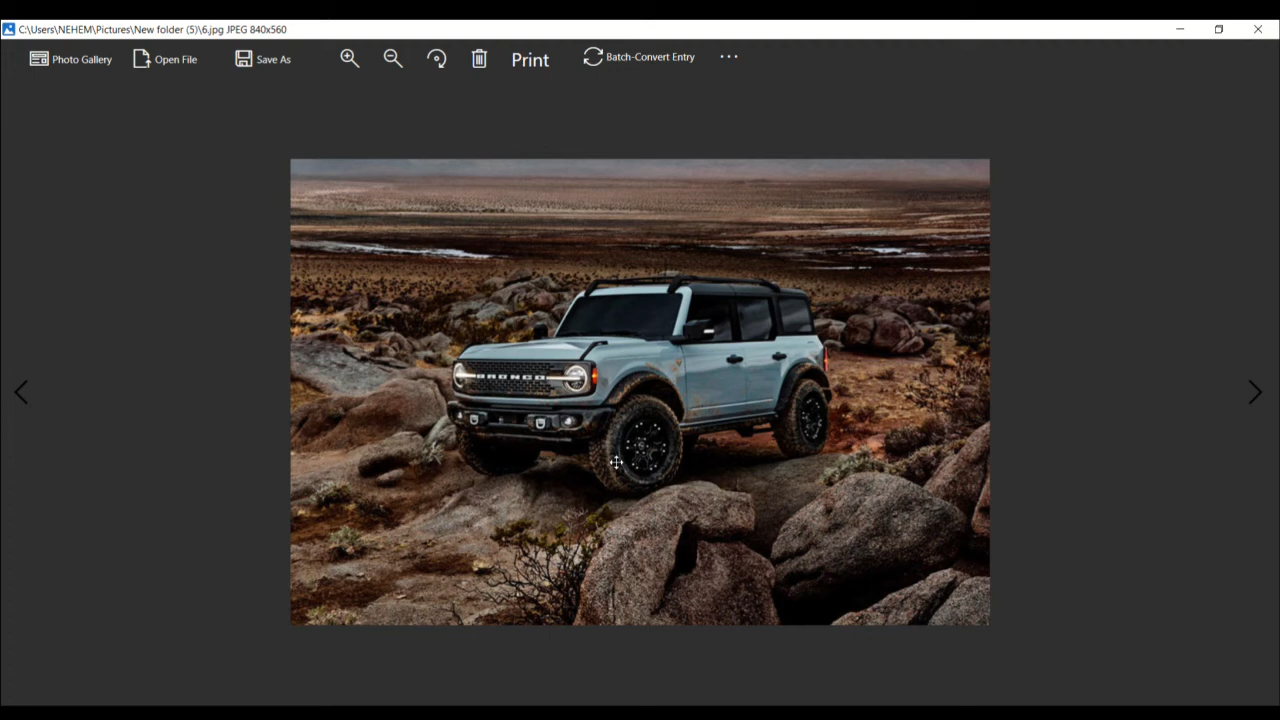 C:\Users\NEHEM\Pictures\New folder (5)\6.jpg JPEG 840x560
Photo Gallery
Open File
Save As
Print
Batch-Convert Entry
BRONCO